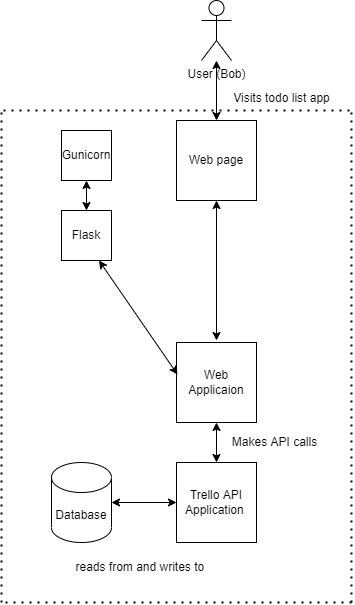 User (Bob)
Visits todo list app
Gunicorn
Web page
Flask
Web
Applicaion
Makes API calls
Trello API
Application
Database
reads from and writes to